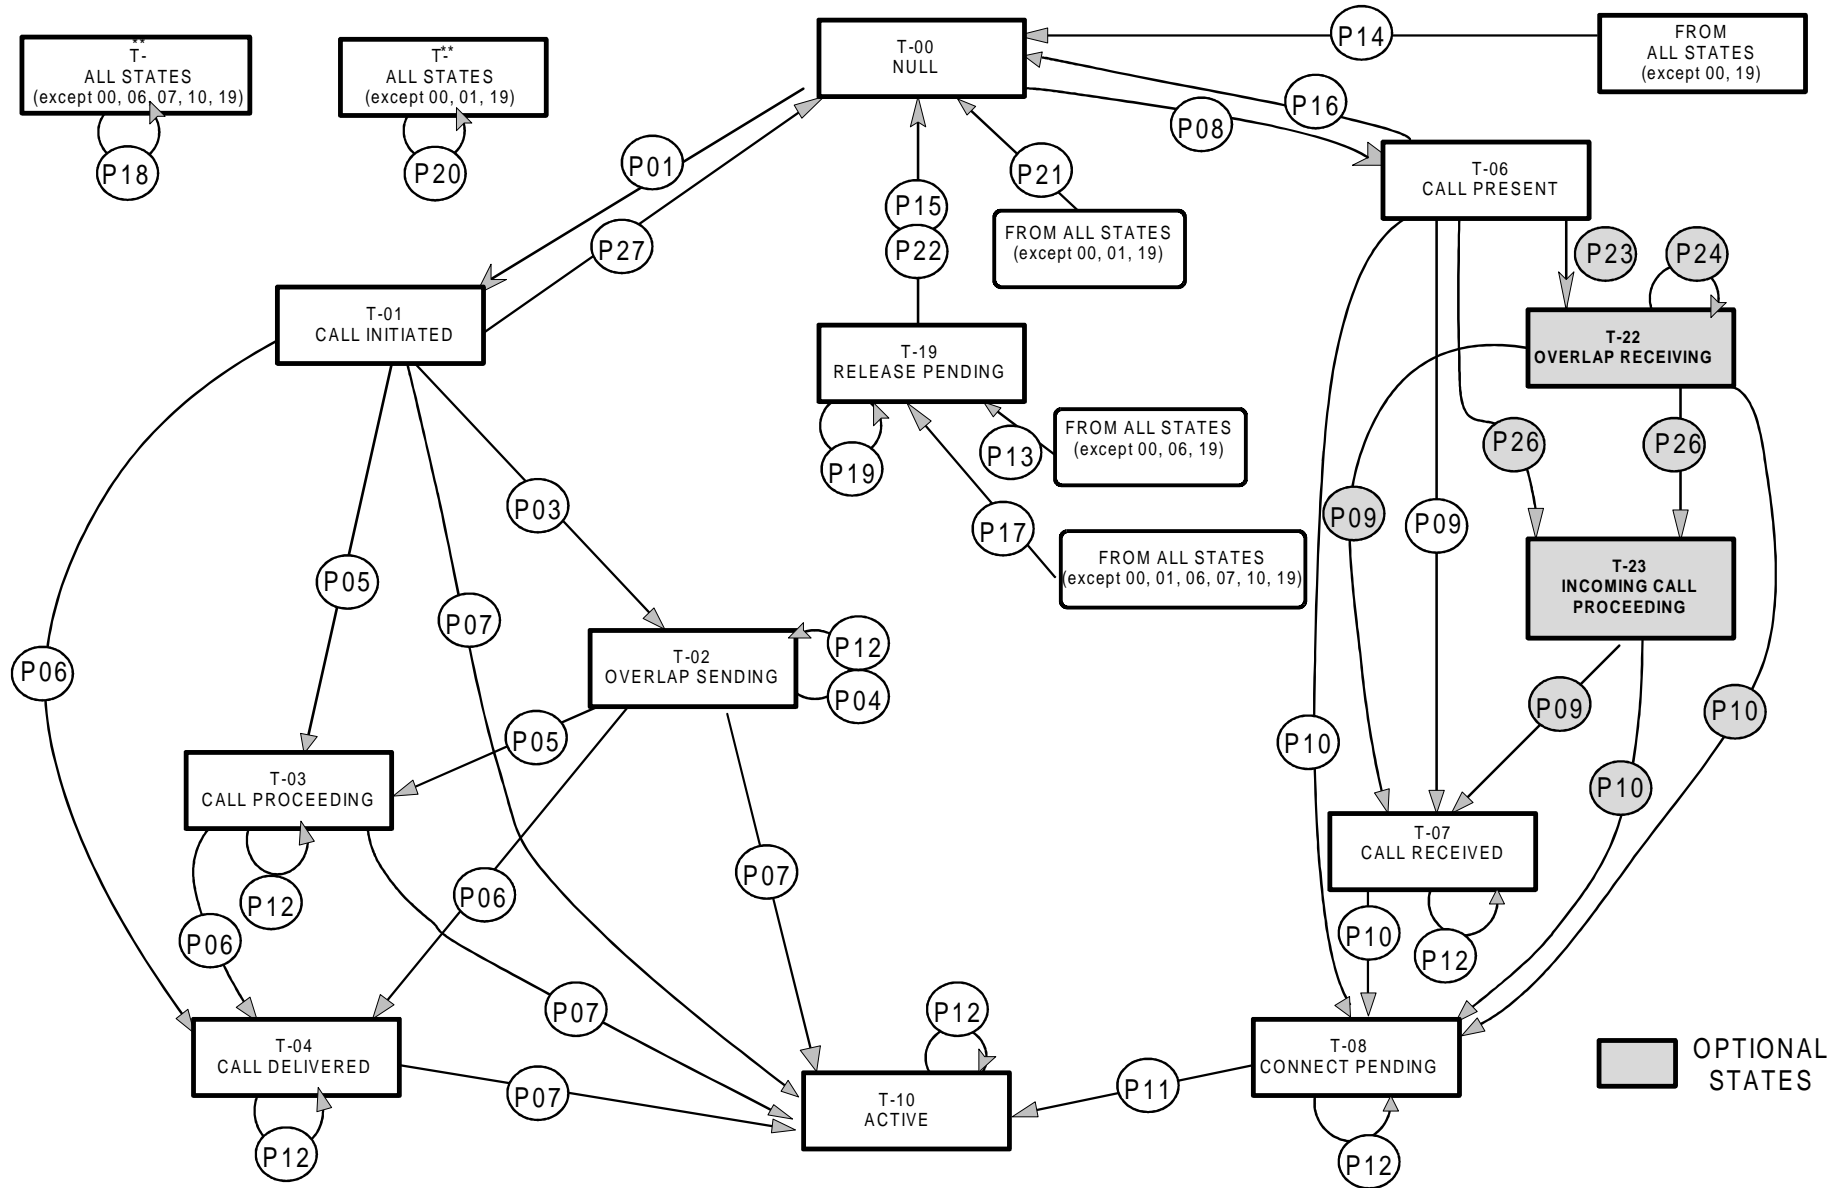 **
T-
ALL STATES
(except 00, 06, 07, 10, 19)
P18
T-**
ALL STATES
(except 00, 01, 19)
P20
T-00
NULL
P14
FROM
ALL STATES
(except 00, 19)
P16
P08
P01
P27
P15
P22
P21
FROM ALL STATES
(except 00, 01, 19)
T-06
CALL PRESENT
P23
P24
T-01
CALL INITIATED
T-19
RELEASE PENDING
T-22
OVERLAP RECEIVING
P19
P13
FROM ALL STATES
(except 00, 06, 19)
P26
P26
P03
P17
FROM ALL STATES
(except 00, 01, 06, 07, 10, 19)
P09
P09
T-23
INCOMING CALL
PROCEEDING
P05
P07
P06
T-02
OVERLAP SENDING
P12
P04
P05
P10
P09
P10
T-03
CALL PROCEEDING
P10
P12
P06
P06
P07
T-07
CALL RECEIVED
P10
P12
P07
P12
T-04
CALL DELIVERED
P07
P12
T-10
ACTIVE
P11
T-08
CONNECT PENDING
P12
OPTIONAL
STATES